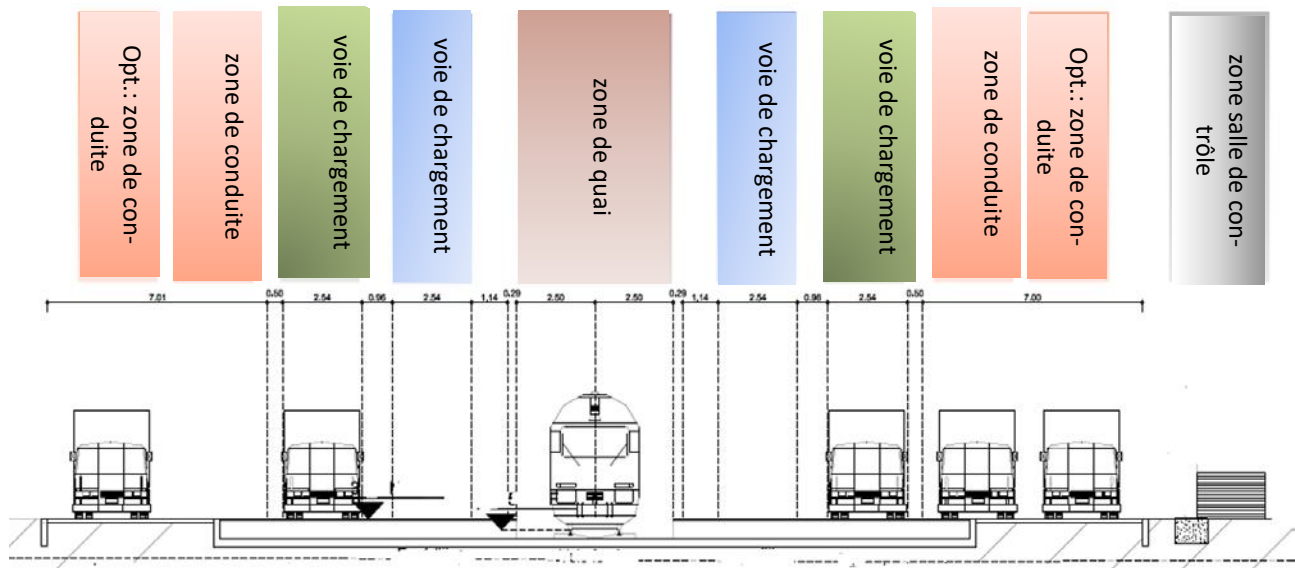 Opt.: zone de con-
duite
zone de conduite
voie de chargement
voie de chargement
zone de quai
voie de chargement
voie de chargement
zone de conduite
Opt.: zone de con-
duite
zone salle de con-
trôle
7.01 0.50 2.54 0.96 2.54 1,14 0.29 2.50 2.50 0.29 1,14 2.54 0.96 2.54 0.50 7.00